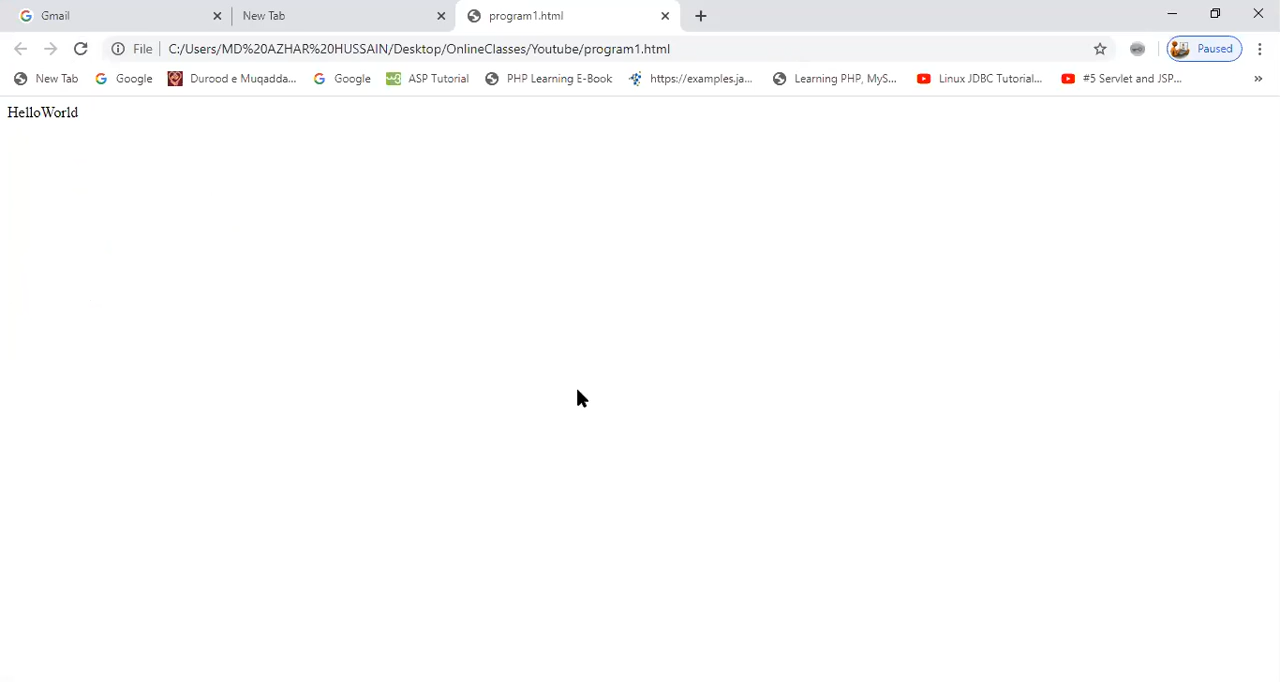 Gmail
New Tab
program1.html
File
C:/Users/MD%20AZHAR%20HUSSAIN/Desktop/OnlineClasses/Youtube/program1.html
Paused
New Tab
Google
Durood e Muqadda...
Google
ASP Tutorial
PHP Learning E-Book
https://examples.ja...
Learning PHP, MyS...
Linux JDBC Tutorial...
#5 Servlet and JSP...
HelloWorld